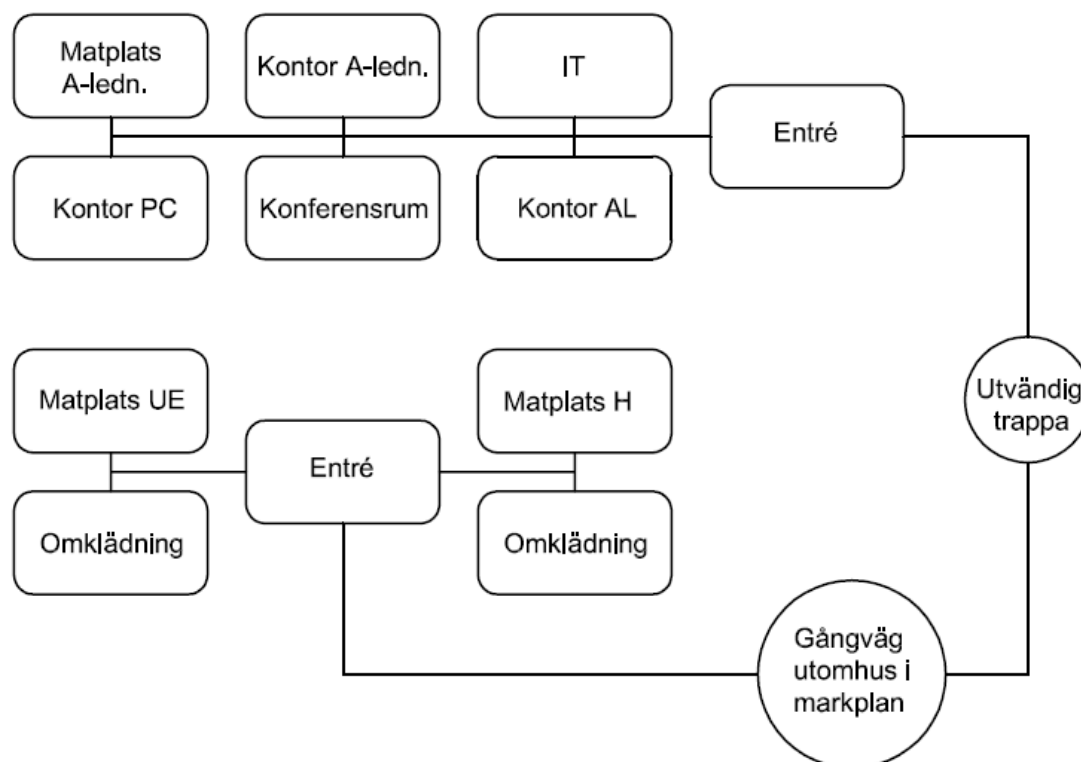 Matplats
A-ledn.
Kontor A-ledn.
IT
Entré
Kontor PC
Konferensrum
Kontor AL
Utvändig
trappa
Matplats UE
Matplats H
Entré
Omklädning
Omklädning
Gångväg
utomhus i
markplan